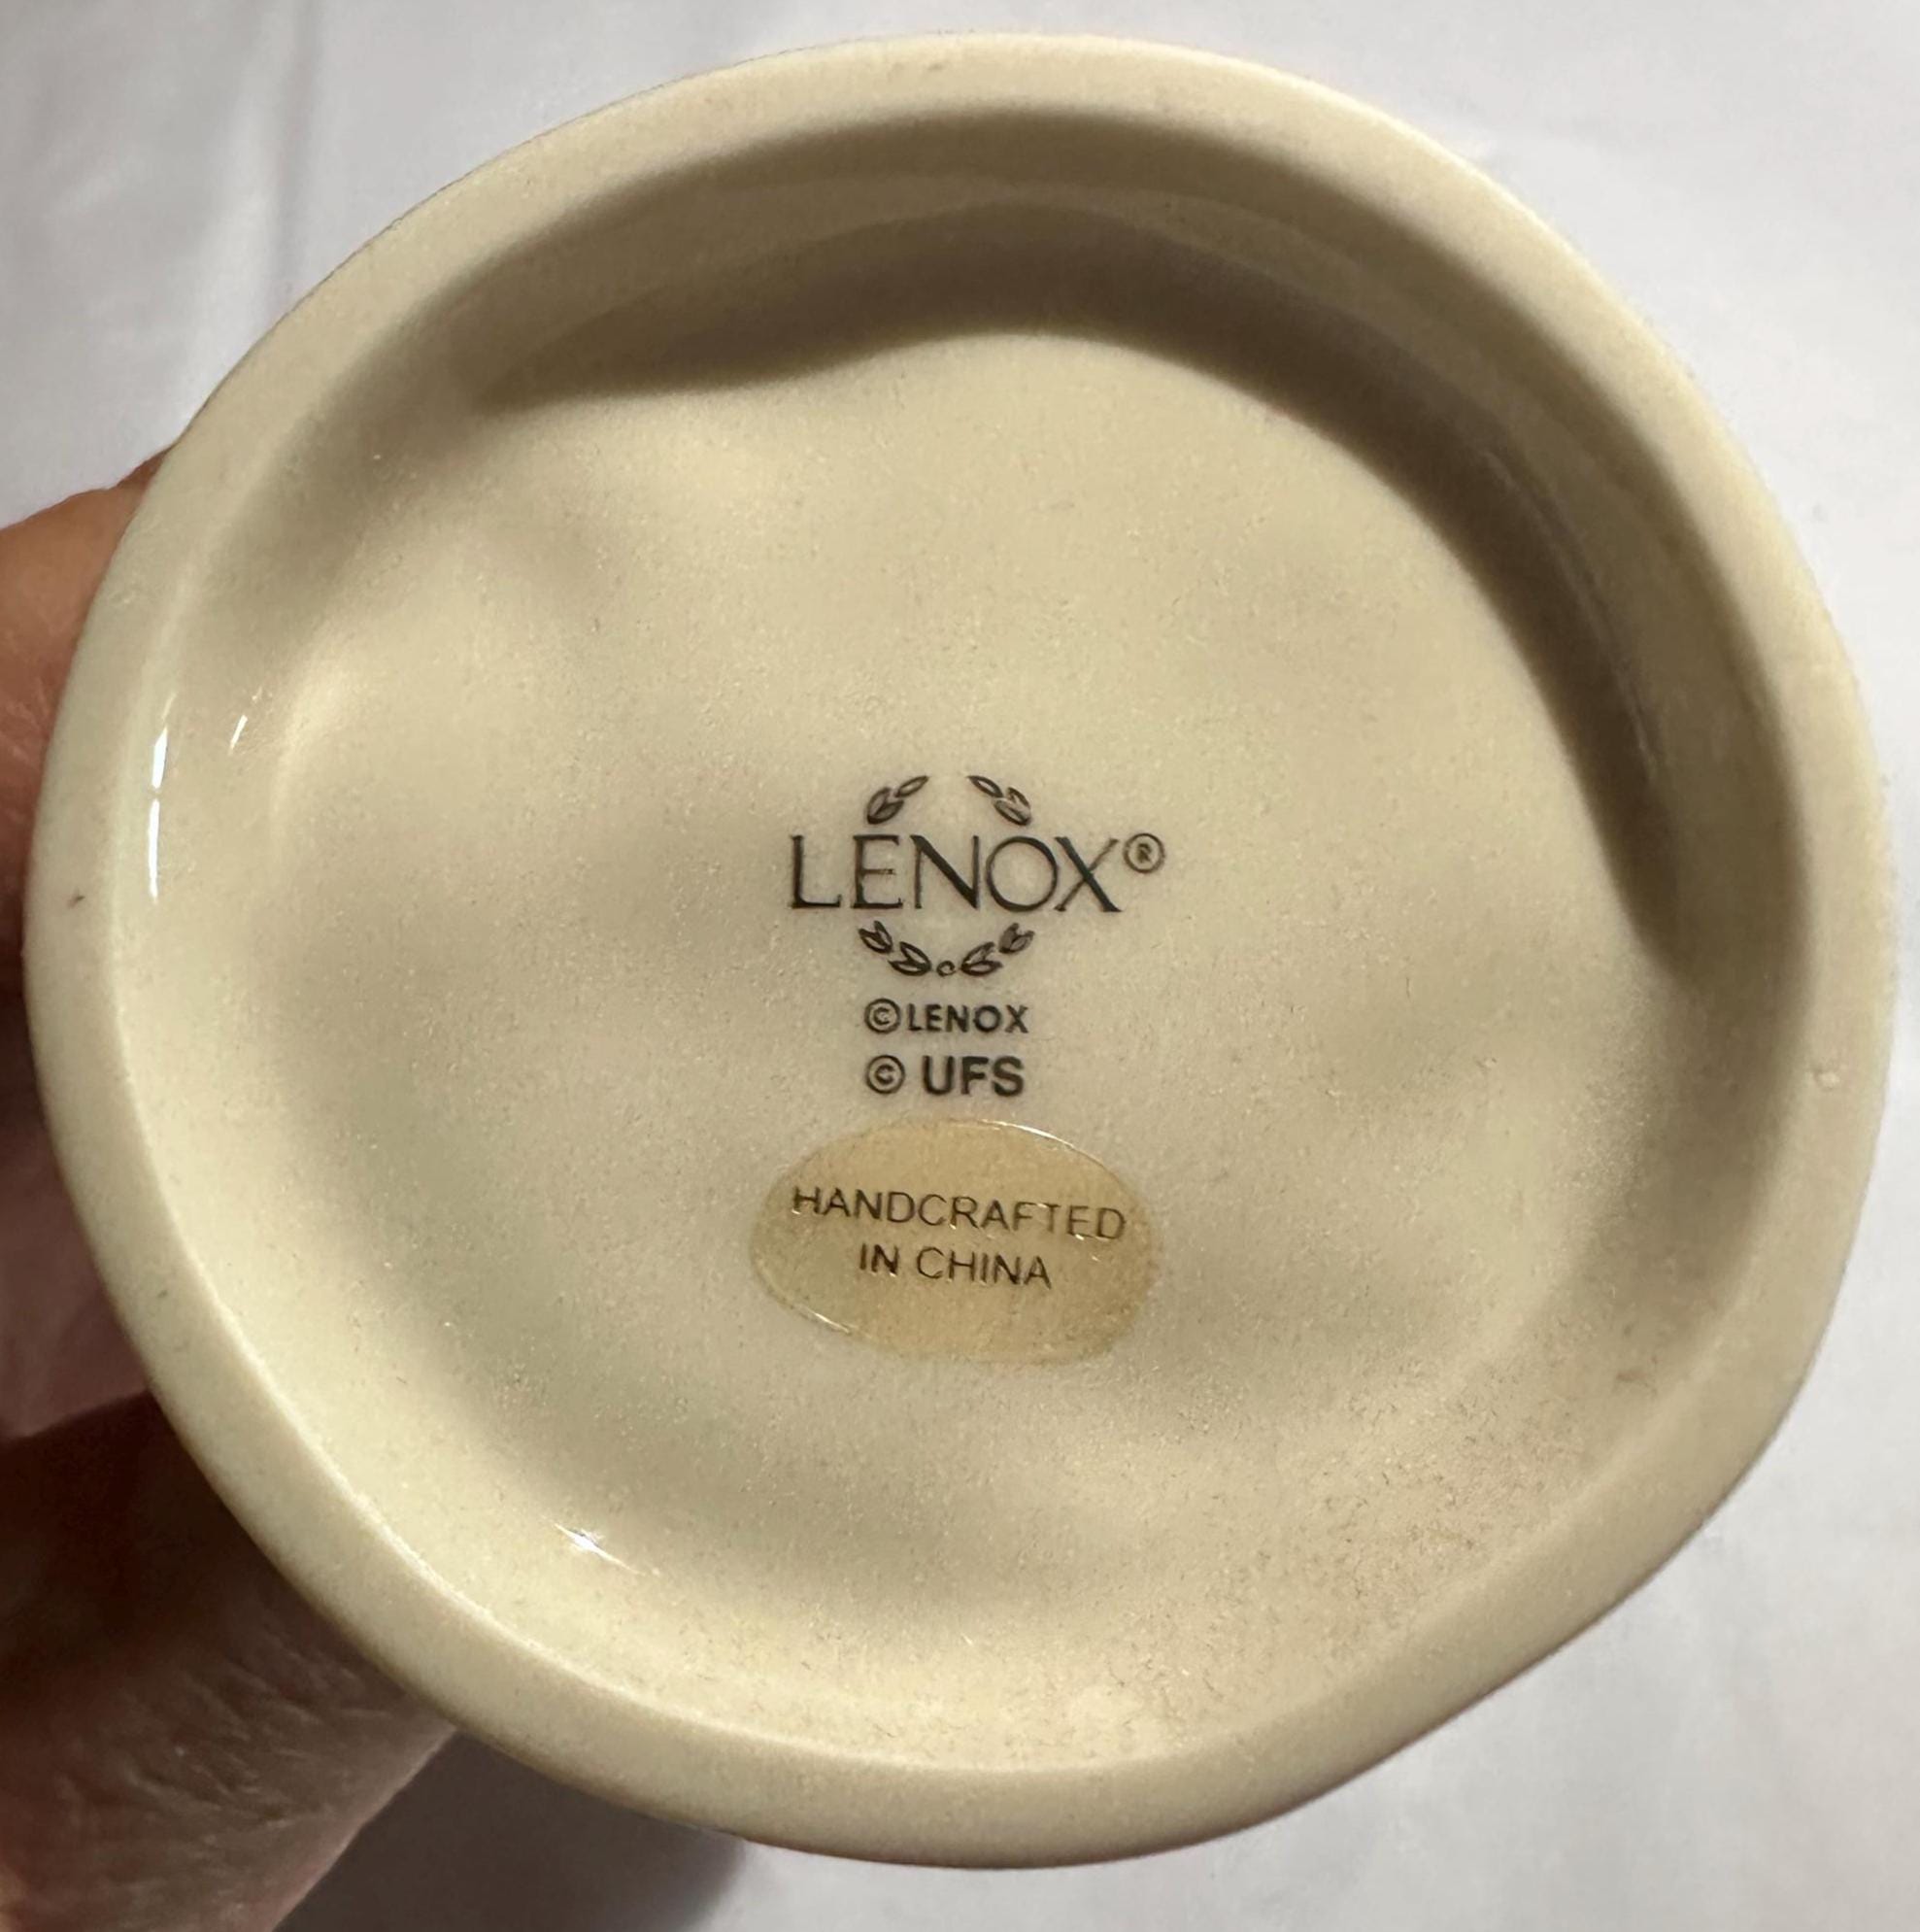 LENOX®
©LENOX
© UFS
HANDCRAFTED
IN CHINA